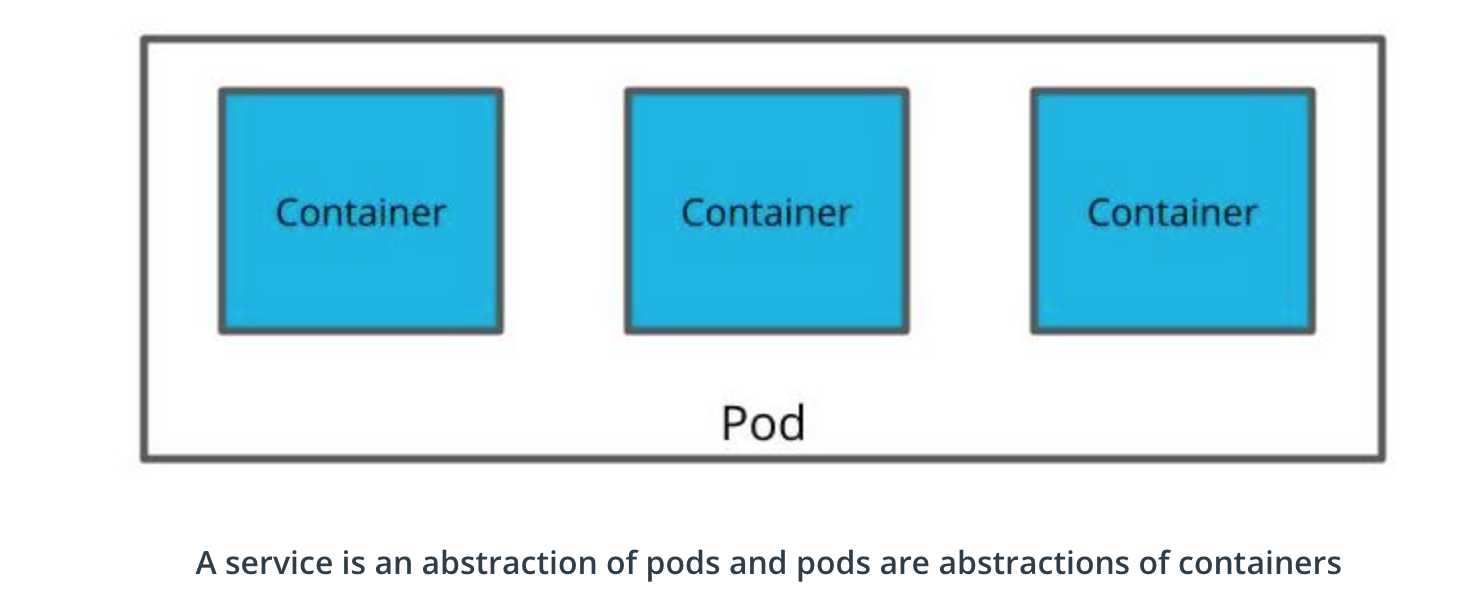 Container Container Container
Pod
A service is an abstraction of pods and pods are abstractions of containers